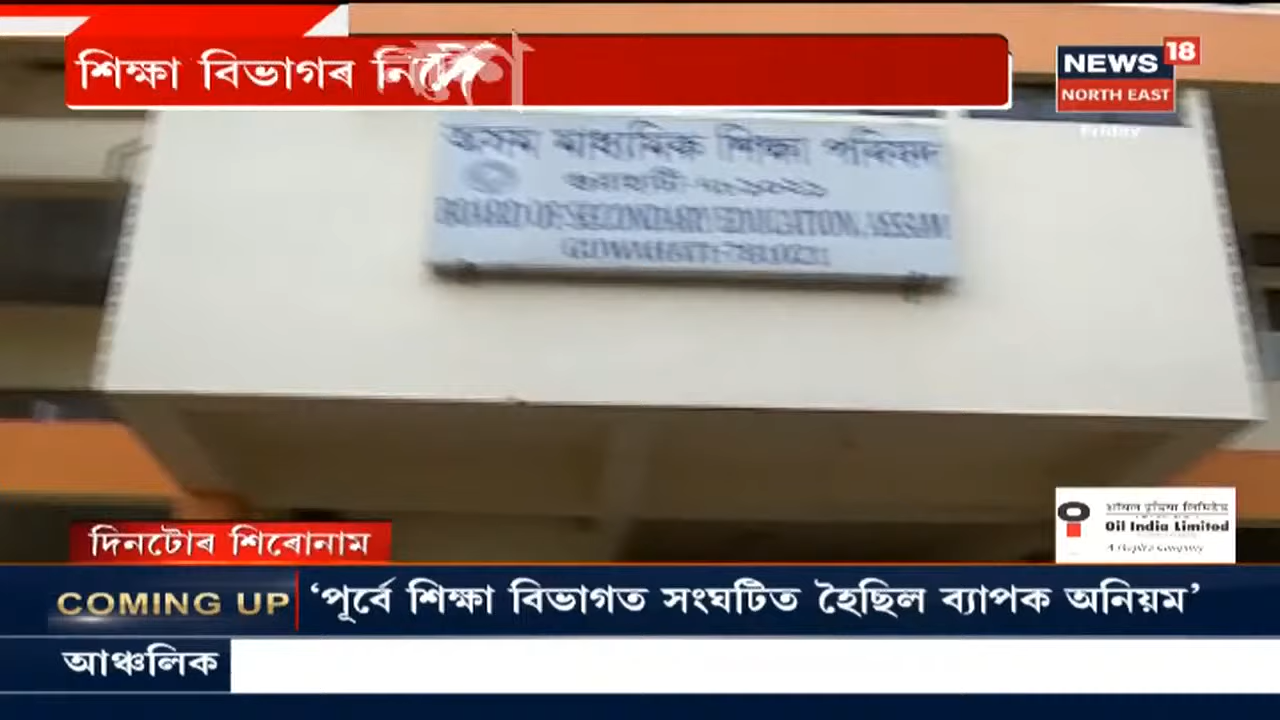 শিক্ষা বিভাগৰ নিৰ্দে
NEWS 18
NORTH EAST
Friday
অসম মাধ্যমিক শিক্ষা পৰিষদ
BOARD OF SECONDARY EDUCATION, ASSAM
দিনটোৰ শিৰোনাম
Oil India Limited
COMING UP
‘পূৰ্বে শিক্ষা বিভাগত সংঘটিত হৈছিল ব্যাপক অনিয়ম’
আঞ্চলিক